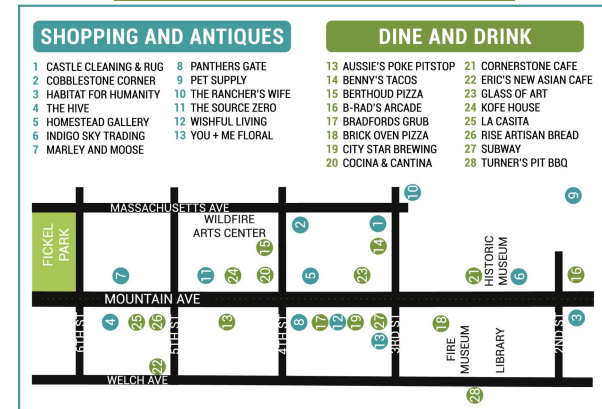 SHOPPING AND ANTIQUES
1 CASTLE CLEANING & RUG
2 COBBLESTONE CORNER
3 HABITAT FOR HUMANITY
4 THE HIVE
5 HOMESTEAD GALLERY
6 INDIGO SKY TRADING
7 MARLEY AND MOOSE
8 PANTHERS GATE
9 PET SUPPLY
10 THE RANCHER'S WIFE
11 THE SOURCE ZERO
12 WISHFUL LIVING
13 YOU + ME FLORAL
DINE AND DRINK
13 AUSSIE'S POKE PITSTOP
14 BENNY'S TACOS
15 BERTHOUD PIZZA
16 B-RAD'S ARCADE
17 BRADFORDS GRUB
18 BRICK OVEN PIZZA
19 CITY STAR BREWING
20 COCINA & CANTINA
21 CORNERSTONE CAFE
22 ERIC'S NEW ASIAN CAFE
23 GLASS OF ART
24 KOFE HOUSE
25 LA CASITA
26 RISE ARTISAN BREAD
27 SUBWAY
28 TURNER'S PIT BBQ
10
9
MASSACHUSETTS AVE
WILDFIRE
ARTS CENTER
2
1
15
14
FICKEL
PARK
7
11
24
20
5
23
21
HISTORIC
MUSEUM
6
16
MOUNTAIN AVE
6TH ST
4
25
26
5TH ST
13
4TH ST
8
17
12
19
27
13
3RD ST
18
FIRE
MUSEUM
LIBRARY
2ND ST
3
22
WELCH AVE
28